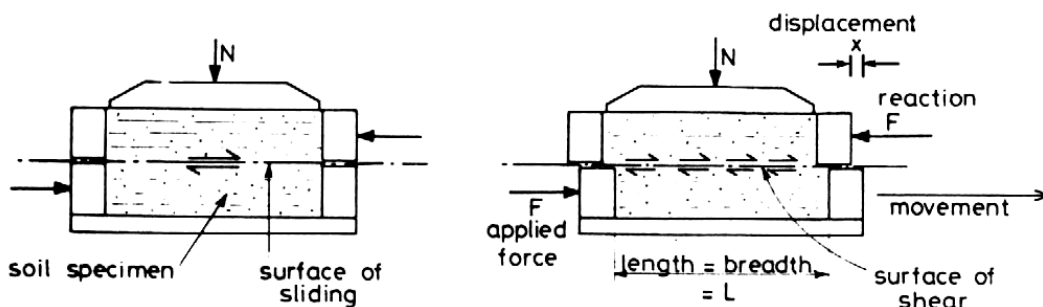 N
soil specimen
surface of
sliding
displacement
x
N
reaction
F
F
applied
force
movement
length = breadth
= L
surface of
shear